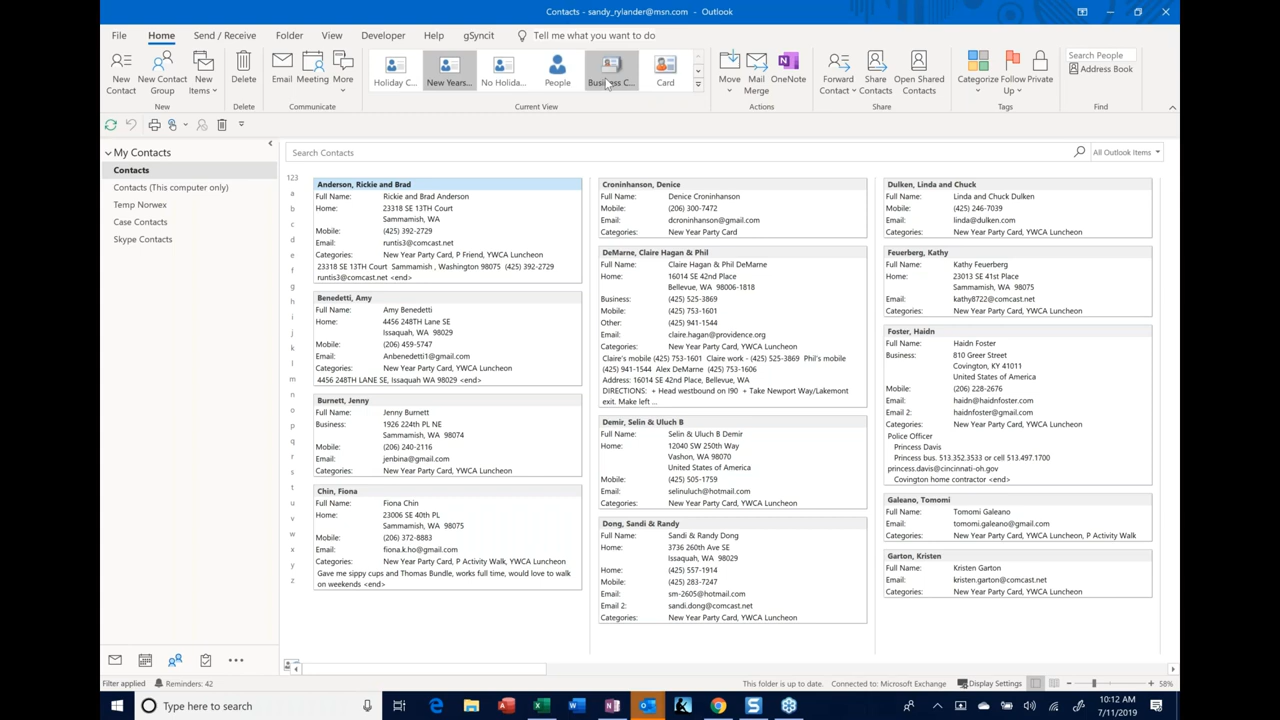 Contacts - sandy_rylander@msn.com - Outlook
File Home Send / Receive Folder View Developer Help gSyncit Tell me what you want to do
New Contact
New Contact Group
New Items
Delete
Email
Meeting
More
Holiday C...
New Years...
No Holida...
People
Business C...
Card
Move
Mail Merge
OneNote
Forward Contact
Share Contacts
Open Shared Contacts
Categorize
Follow Up
Private
Search People
Address Book
New Delete Communicate Current View Actions Share Tags Find
My Contacts
Contacts
Contacts (This computer only)
Temp Norwex
Case Contacts
Skype Contacts
Search Contacts
All Outlook Items
123
a
b
c
d
e
f
g
h
i
j
k
l
m
n
o
p
q
r
s
t
u
v
w
x
y
z
Anderson, Rickie and Brad
Full Name: Rickie and Brad Anderson
Home: 23318 SE 13TH Court
Sammamish, WA
Mobile: (425) 392-2729
Email: runtis3@comcast.net
Categories: New Year Party Card, P Friend, YWCA Luncheon
23318 SE 13TH Court Sammamish , Washington 98075 (425) 392-2729
runtis3@comcast.net <end>
Benedetti, Amy
Full Name: Amy Benedetti
Home: 4456 248TH Lane SE
Issaquah, WA 98029
Mobile: (206) 459-5747
Email: Anbenedetti1@gmail.com
Categories: New Year Party Card, YWCA Luncheon
4456 248TH LANE SE, Issaquah WA 98029 <end>
Burnett, Jenny
Full Name: Jenny Burnett
Business: 1926 224th PL NE
Sammamish, WA 98074
Mobile: (206) 240-2116
Email: jenbina@gmail.com
Categories: New Year Party Card, YWCA Luncheon
Chin, Fiona
Full Name: Fiona Chin
Home: 23006 SE 40th PL
Sammamish, WA 98075
Mobile: (206) 372-8883
Email: fiona.k.ho@gmail.com
Categories: New Year Party Card, P Activity Walk, YWCA Luncheon
Gave me sippy cups and Thomas Bundle, works full time, would love to walk
on weekends <end>
Croninhanson, Denice
Full Name: Denice Croninhanson
Mobile: (206) 300-7472
Email: dcroninhanson@gmail.com
Categories: New Year Party Card
DeMarne, Claire Hagan & Phil
Full Name: Claire Hagan & Phil DeMarne
Home: 16014 SE 42nd Place
Bellevue, WA 98006-1818
Business: (425) 525-3869
Mobile: (425) 753-1601
Other: (425) 941-1544
Email: claire.hagan@providence.org
Categories: New Year Party Card, YWCA Luncheon
Claire's mobile (425) 753-1601 Claire work - (425) 525-3869 Phil's mobile
(425) 941-1544 Alex DeMarne (425) 753-1606
Address: 16014 SE 42nd Place, Bellevue, WA
DIRECTIONS: + Head westbound on I90 + Take Newport Way/Lakemont
exit. Make left ...
Demir, Selin & Uluch B
Full Name: Selin & Uluch B Demir
Home: 12040 SW 250th Way
Vashon, WA 98070
United States of America
Mobile: (425) 505-1759
Email: selinuluch@hotmail.com
Categories: New Year Party Card, YWCA Luncheon
Dong, Sandi & Randy
Full Name: Sandi & Randy Dong
Home: 3736 260th Ave SE
Issaquah, WA 98029
Home: (425) 557-1914
Mobile: (425) 283-7247
Email: sm-2605@hotmail.com
Email 2: sandi.dong@comcast.net
Categories: New Year Party Card, YWCA Luncheon
Dulken, Linda and Chuck
Full Name: Linda and Chuck Dulken
Mobile: (425) 246-7039
Email: linda@dulken.com
Categories: New Year Party Card, YWCA Luncheon
Feuerberg, Kathy
Full Name: Kathy Feuerberg
Home: 23013 SE 41st Place
Sammamish, WA 98075
Email: kathy8722@comcast.net
Categories: New Year Party Card, YWCA Luncheon
Foster, Haidn
Full Name: Haidn Foster
Business: 810 Greer Street
Covington, KY 41011
United States of America
Mobile: (206) 228-2676
Email: haidn@haidnfoster.com
Email 2: haidnfoster@gmail.com
Categories: New Year Party Card, YWCA Luncheon
Police Officer
Princess Davis
Princess bus. 513.352.3533 or cell 513.497.1700
princess.davis@cincinnati-oh.gov
Covington home contractor <end>
Galeano, Tomomi
Full Name: Tomomi Galeano
Email: tomomi.galeano@gmail.com
Categories: New Year Party Card, YWCA Luncheon, P Activity Walk
Garton, Kristen
Full Name: Kristen Garton
Email: kristen.garton@comcast.net
Categories: New Year Party Card, YWCA Luncheon
Filter applied Reminders: 42 This folder is up to date. Connected to: Microsoft Exchange Display Settings 58%
Type here to search
10:12 AM
7/11/2019